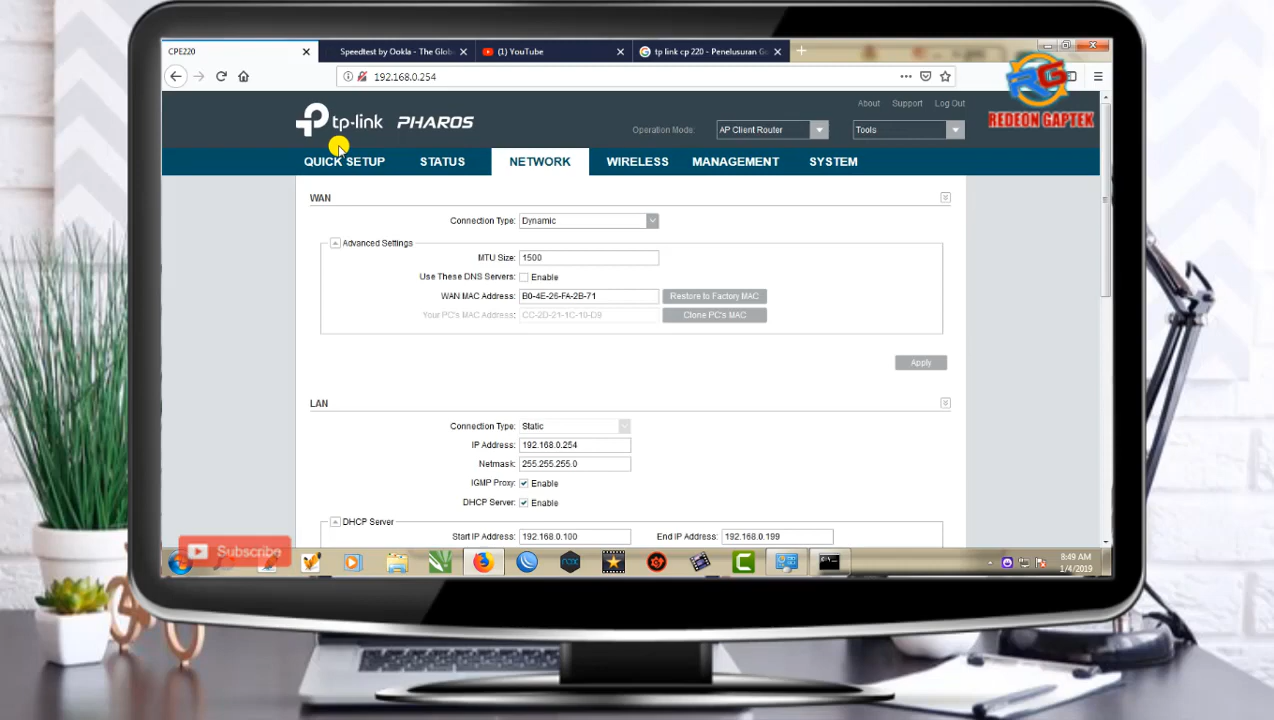 CPE220
Speedtest by Ookla - The Glob
(1) YouTube
tp link cp 220 - Penelusuran Go
192.168.0.254
REDEON GAPTEK
About Support Log Out
tp-link PHAROS
Operation Mode: AP Client Router Tools
QUICK SETUP STATUS NETWORK WIRELESS MANAGEMENT SYSTEM
WAN
Connection Type: Dynamic
Advanced Settings
MTU Size: 1500
Use These DNS Servers: Enable
WAN MAC Address: B0-4E-26-FA-2B-71 Restore to Factory MAC
Your PC's MAC Address: CC-2D-21-1C-10-D9 Clone PC's MAC
Apply
LAN
Connection Type: Static
IP Address: 192.168.0.254
Netmask: 255.255.255.0
IGMP Proxy: Enable
DHCP Server: Enable
DHCP Server
Start IP Address: 192.168.0.100 End IP Address: 192.168.0.199
Subscribe
nox
8:49 AM
1/4/2019